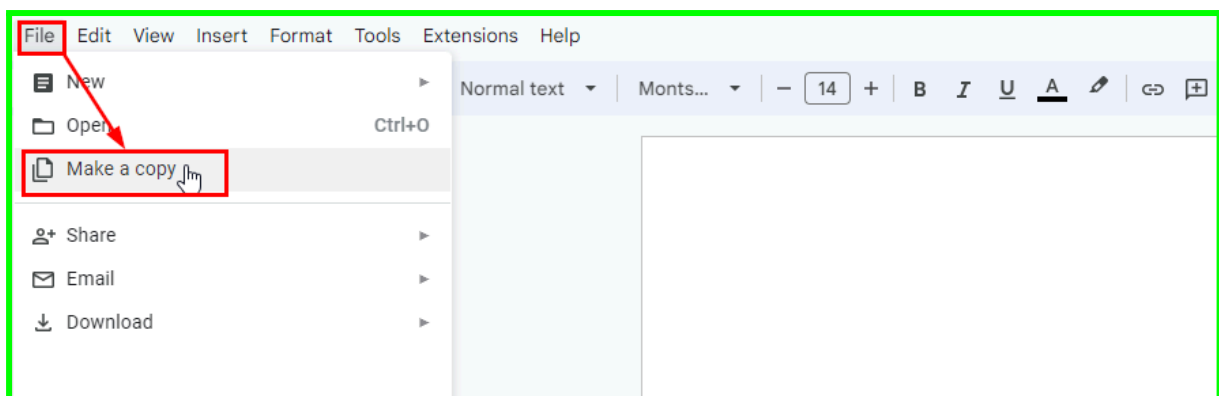 File Edit View Insert Format Tools Extensions Help
Normal text Monts... − 14 + B I U A
New
Open Ctrl+O
Make a copy
Share
Email
Download